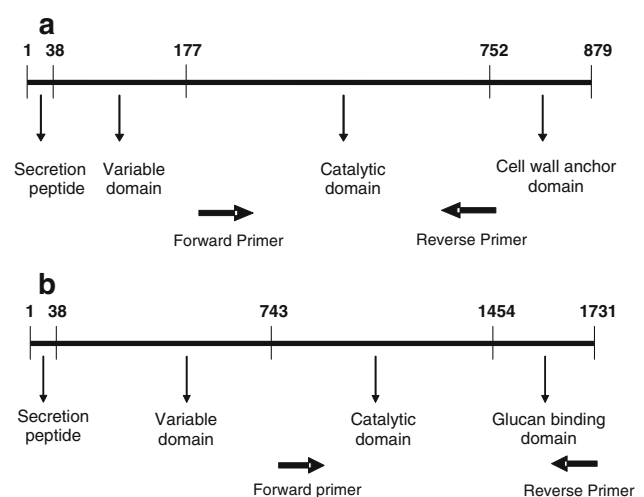 a
1 38 177 752 879
Secretion peptide
Variable domain
Catalytic domain
Cell wall anchor domain
Forward Primer
Reverse Primer
b
1 38 743 1454 1731
Secretion peptide
Variable domain
Catalytic domain
Glucan binding domain
Forward primer
Reverse Primer